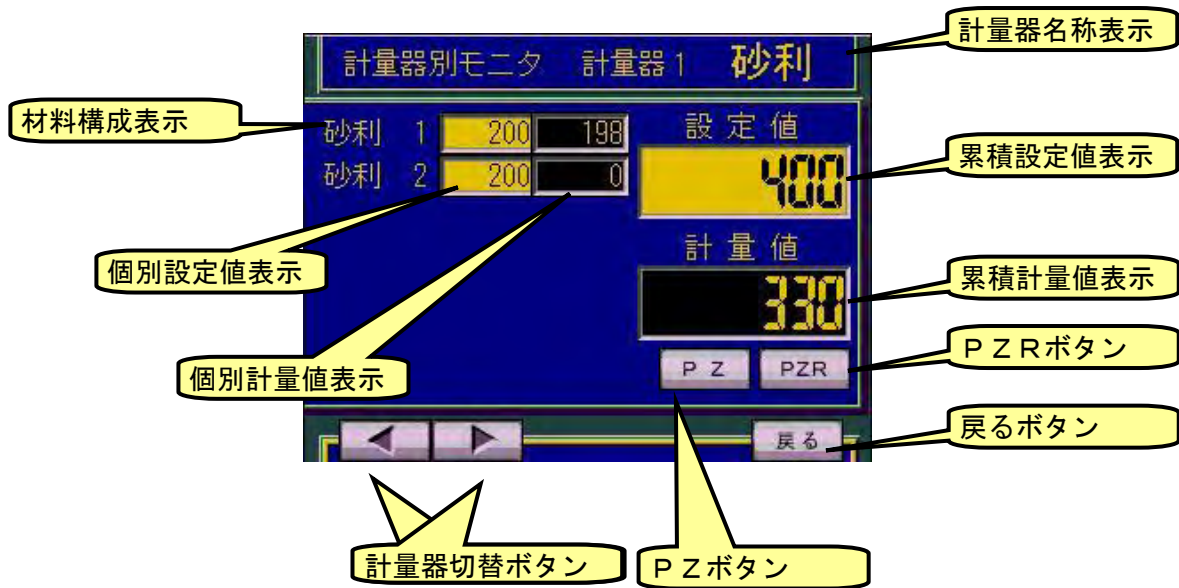 計量器名称表示
計量器別モニタ 計量器1 砂利
材料構成表示
砂利 1 200 198
設定値
砂利 2 200 0
400
累積設定値表示
計量値
個別設定値表示
330
累積計量値表示
個別計量値表示
PZ PZR
PZRボタン
◀ ▶ 戻る
戻るボタン
計量器切替ボタン
PZボタン